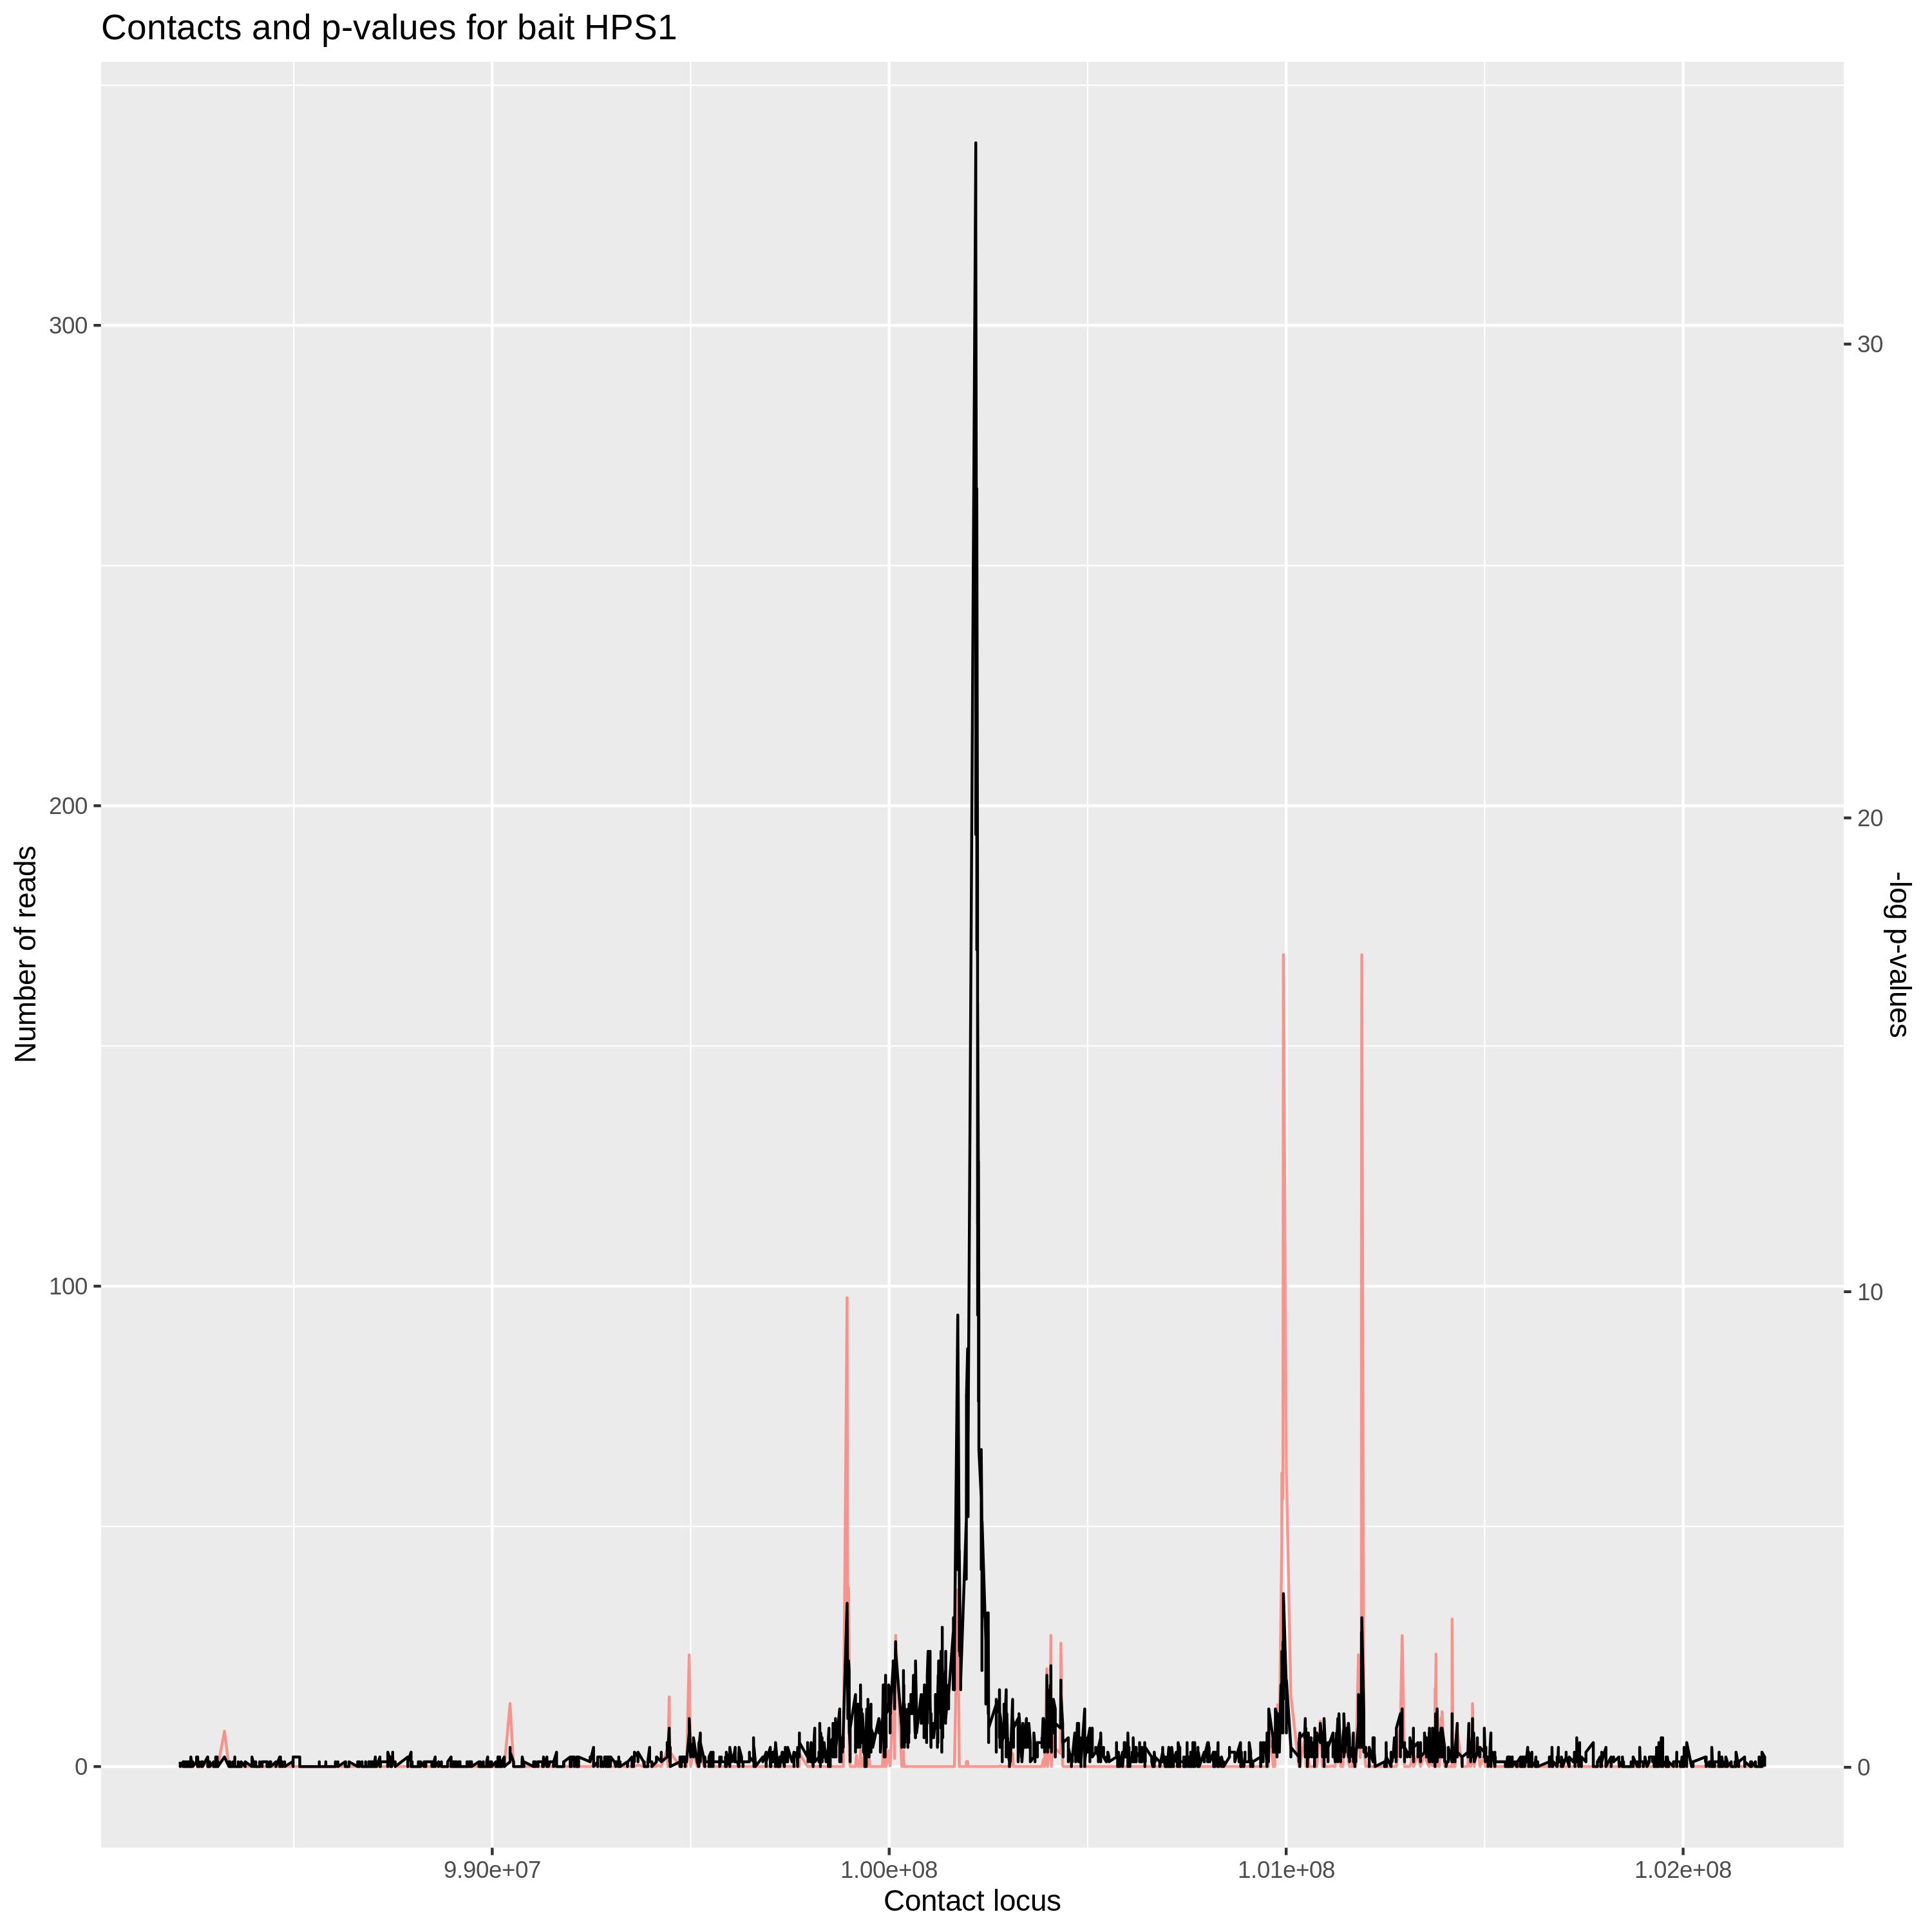 Contacts and p-values for bait HPS1
300
200
100
0
Number of reads
30
20
10
0
-log p-values
9.90e+07
1.00e+08
1.01e+08
1.02e+08
Contact locus